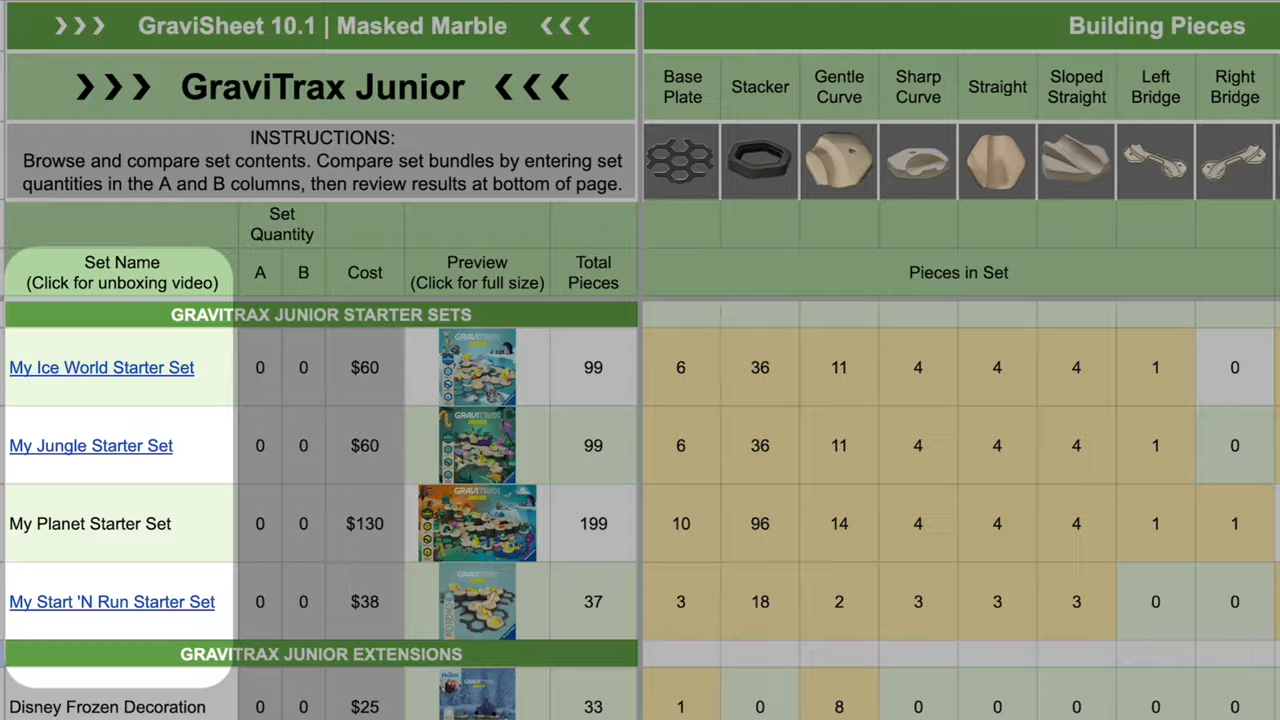 ❯❯❯ GraviSheet 10.1 | Masked Marble ❮❮❮
Building Pieces
❯❯❯ GraviTrax Junior ❮❮❮
Base Plate
Stacker
Gentle Curve
Sharp Curve
Straight
Sloped Straight
Left Bridge
Right Bridge
INSTRUCTIONS:
Browse and compare set contents. Compare set bundles by entering set
quantities in the A and B columns, then review results at bottom of page.
Set
Quantity
Set Name
(Click for unboxing video)
A
B
Cost
Preview
(Click for full size)
Total
Pieces
Pieces in Set
GRAVITRAX JUNIOR STARTER SETS
My Ice World Starter Set 0 0 $60 99 6 36 11 4 4 4 1 0
My Jungle Starter Set 0 0 $60 99 6 36 11 4 4 4 1 0
My Planet Starter Set 0 0 $130 199 10 96 14 4 4 4 1 1
My Start 'N Run Starter Set 0 0 $38 37 3 18 2 3 3 3 0 0
GRAVITRAX JUNIOR EXTENSIONS
Disney Frozen Decoration 0 0 $25 33 1 0 8 0 0 0 0 0